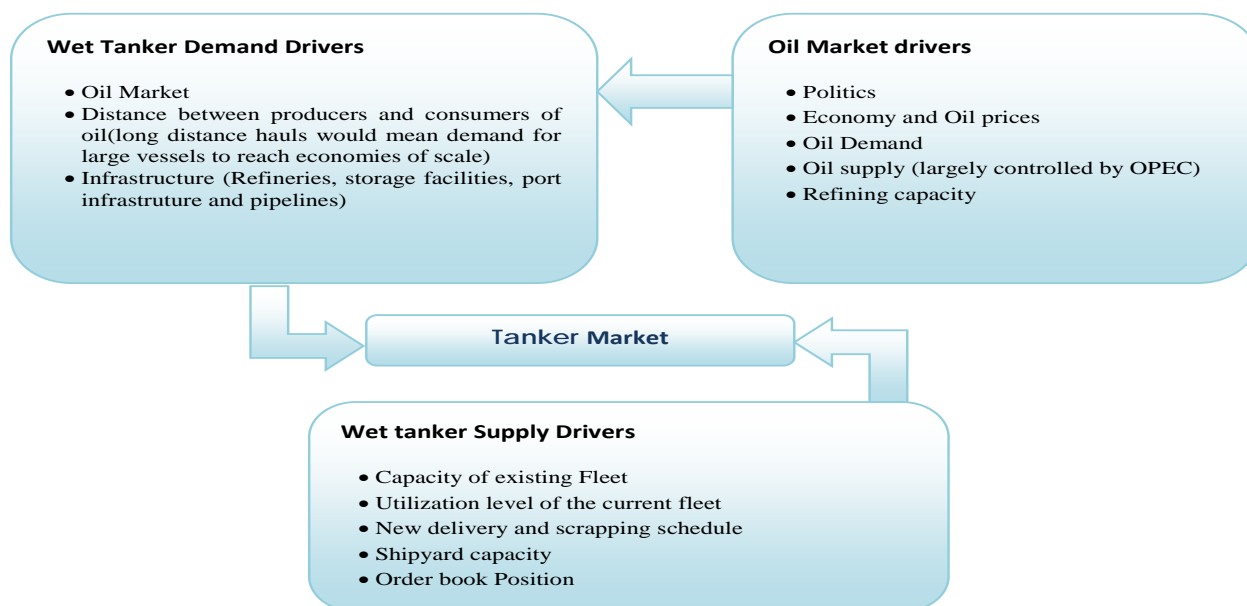 Wet Tanker Demand Drivers
• Oil Market
• Distance between producers and consumers of
oil(long distance hauls would mean demand for
large vessels to reach economies of scale)
• Infrastructure (Refineries, storage facilities, port
infrastruture and pipelines)
Oil Market drivers
• Politics
• Economy and Oil prices
• Oil Demand
• Oil supply (largely controlled by OPEC)
• Refining capacity
Tanker Market
Wet tanker Supply Drivers
• Capacity of existing Fleet
• Utilization level of the current fleet
• New delivery and scrapping schedule
• Shipyard capacity
• Order book Position